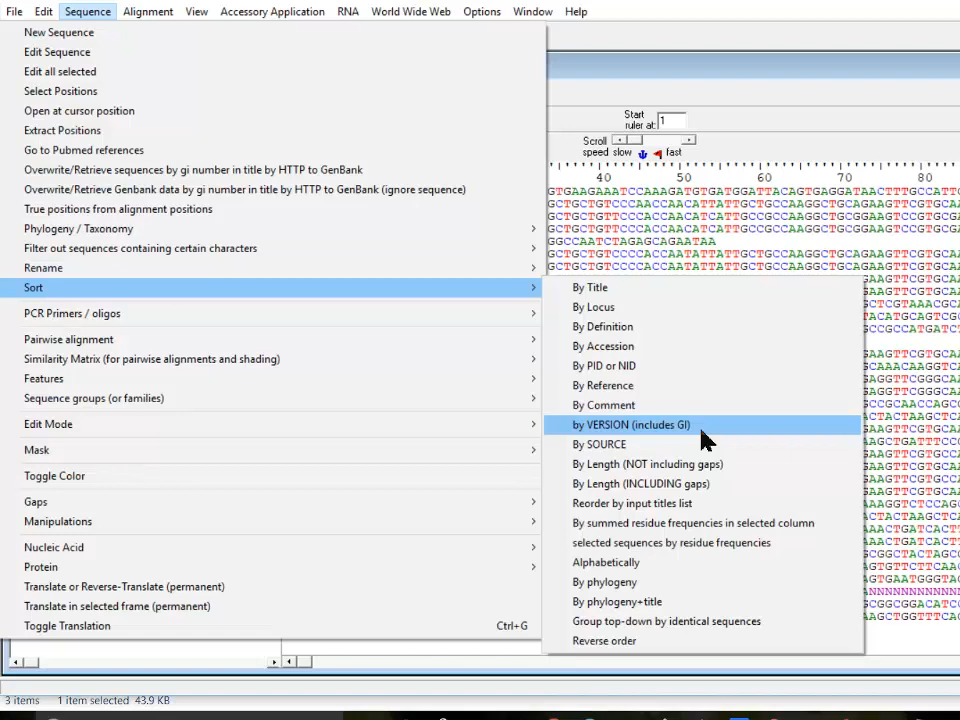 File Edit Sequence Alignment View Accessory Application RNA World Wide Web Options Window Help
New Sequence
Edit Sequence
Edit all selected
Select Positions
Open at cursor position
Extract Positions
Go to Pubmed references
Overwrite/Retrieve sequences by gi number in title by HTTP to GenBank
Overwrite/Retrieve Genbank data by gi number in title by HTTP to GenBank (ignore sequence)
True positions from alignment positions
Phylogeny / Taxonomy
Filter out sequences containing certain characters
Rename
Sort
PCR Primers / oligos
Pairwise alignment
Similarity Matrix (for pairwise alignments and shading)
Features
Sequence groups (or families)
Edit Mode
Mask
Toggle Color
Gaps
Manipulations
Nucleic Acid
Protein
Translate or Reverse-Translate (permanent)
Translate in selected frame (permanent)
Toggle Translation Ctrl+G
Start
ruler at: 1
Scroll
speed slow fast
40 50 60 70 80
GTGAAGAAATCCAAAGATGTGATGGATTACAGTGAGGATAACTTTGCCATTC
GCTGCTGTCCCAACCAACATTATTGCTGCCAAGGCTGCAGAAGTTCGTGCAA
GCTGCTGTTCCCACCAACATCATTGCCGCCAAGGCTGCGGAAGTCCGTGCGA
GCTGCTGTCCCCACCAACATCATTGCCGCCAAGGCTGCGGAAGTTCGTGCGA
GGCCAATCTAGAGCAGAATAA
GCTGCTGTCCCCACCAATATTATTGCTGCCAAGGCTGCAGAAGTTCGTGCAA
By Title
By Locus
By Definition
By Accession
By PID or NID
By Reference
By Comment
by VERSION (includes GI)
By SOURCE
By Length (NOT including gaps)
By Length (INCLUDING gaps)
Reorder by input titles list
By summed residue frequencies in selected column
selected sequences by residue frequencies
Alphabetically
By phylogeny
By phylogeny+title
Group top-down by identical sequences
Reverse order
3 items 1 item selected 43.9 KB